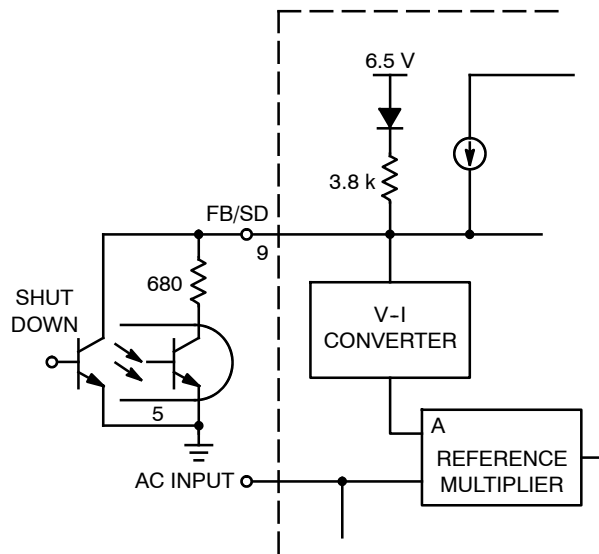 6.5 V
3.8 k
FB/SD
9
680
SHUT
DOWN
V-I
CONVERTER
5
A
REFERENCE
MULTIPLIER
AC INPUT